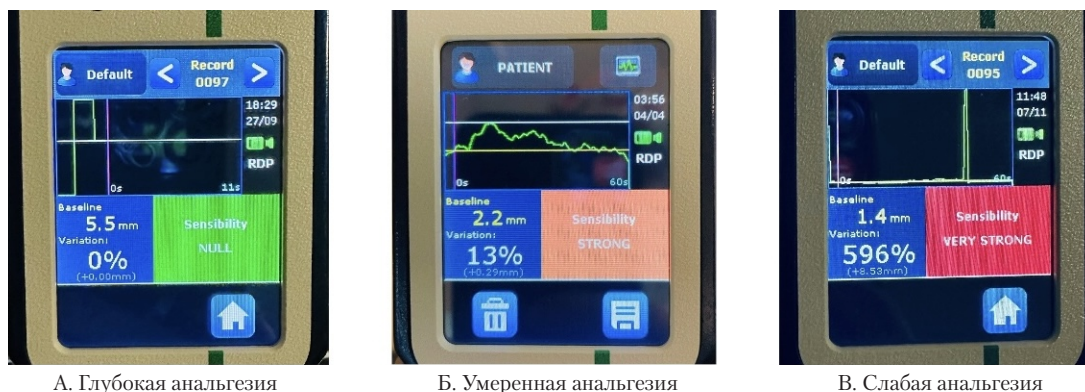 Default
<
Record
0097
>
18:29
27/09
RDP
0s
11s
Baseline
5.5 mm
Variation:
0%
(+0.00mm)
Sensibility
NULL
А. Глубокая анальгезия
PATIENT
03:56
04/04
RDP
0s
60s
Baseline
2.2 mm
Variation:
13%
(+0.29mm)
Sensibility
STRONG
Б. Умеренная анальгезия
Default
<
Record
0095
>
11:48
07/11
RDP
0s
60s
Baseline
1.4 mm
Variation:
596%
(+8.53mm)
Sensibility
VERY STRONG
В. Слабая анальгезия